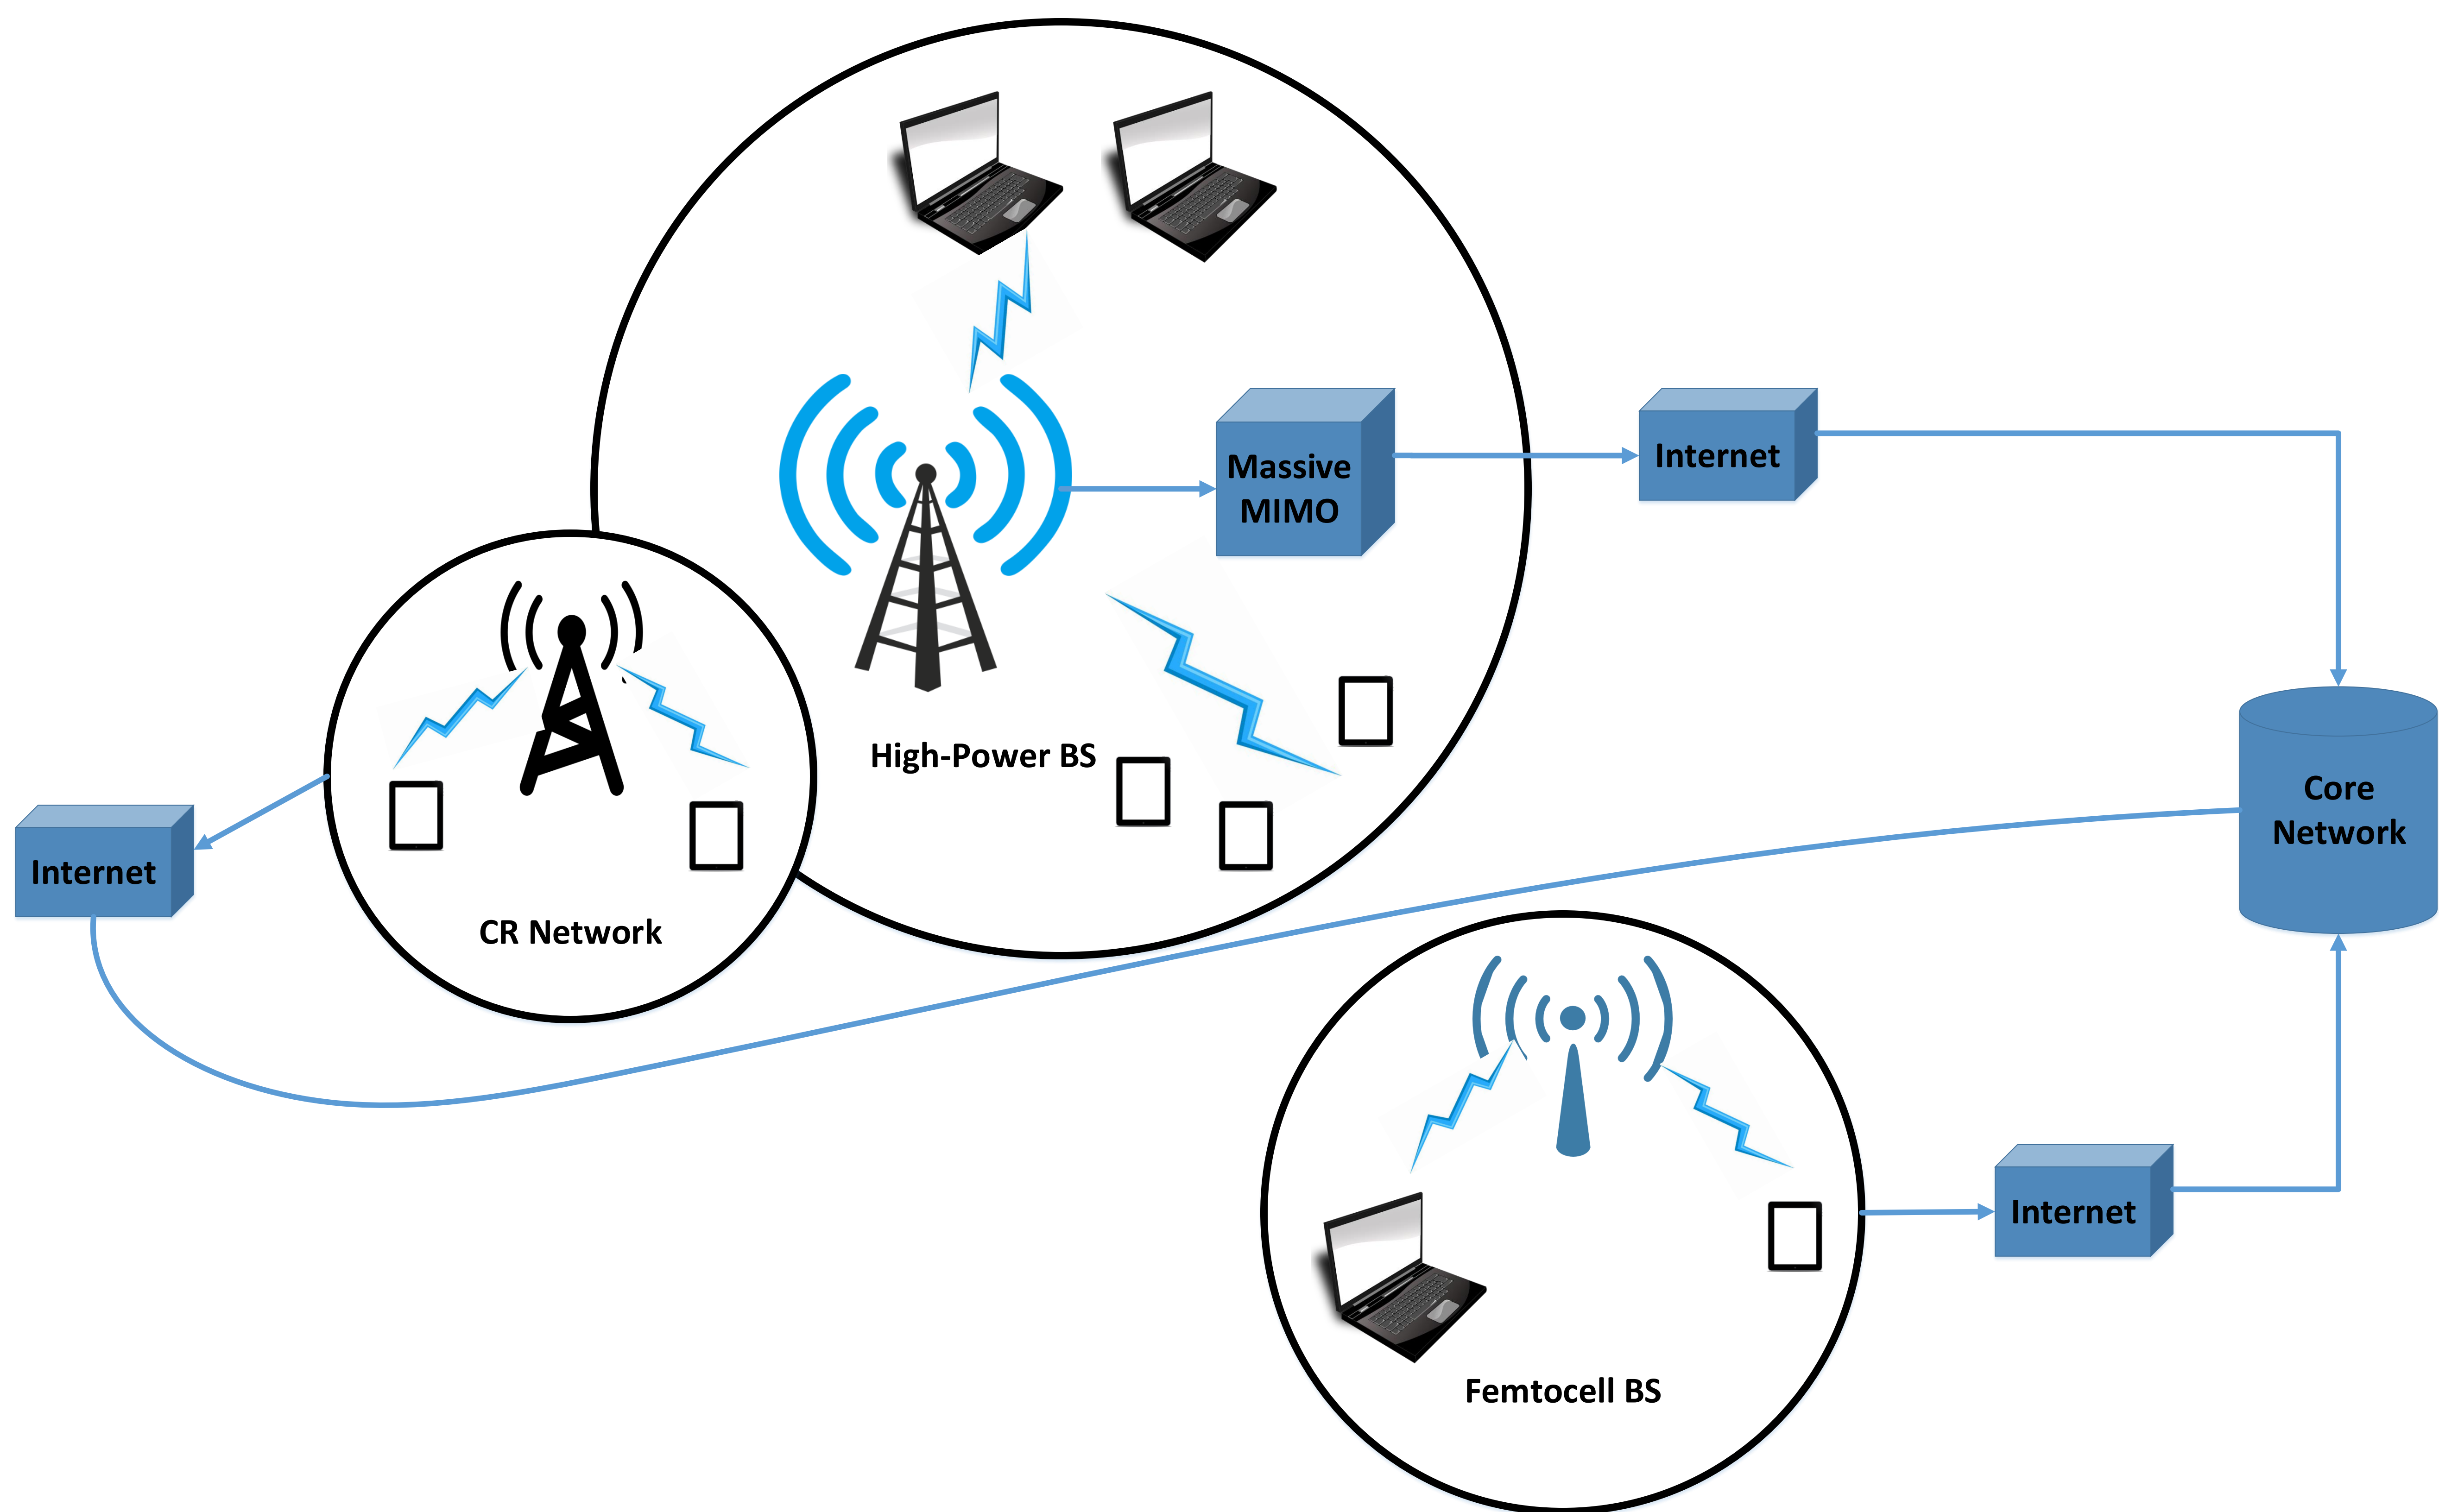 Massive
MIMO
Internet
High-Power BS
Core
Network
Internet
CR Network
Internet
Femtocell BS